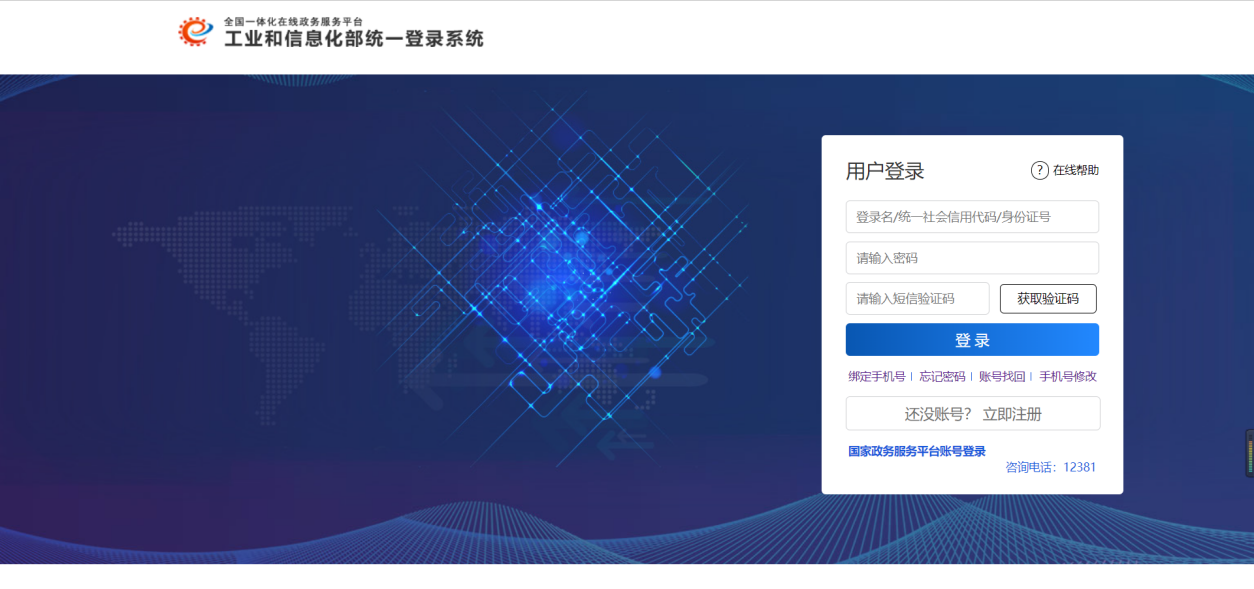 全国一体化在线政务服务平台
工业和信息化部统一登录系统
用户登录
? 在线帮助
登录名/统一社会信用代码/身份证号
请输入密码
请输入短信验证码 获取验证码
登 录
绑定手机号 | 忘记密码 | 账号找回 | 手机号修改
还没账号? 立即注册
国家政务服务平台账号登录
咨询电话：12381